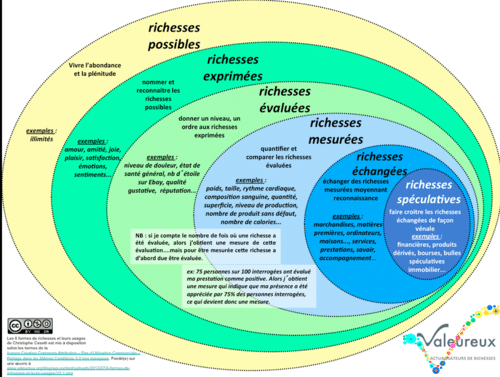 richesses
possibles
Vivre l'abondance
et la plénitude
exemples :
illimités
richesses
exprimées
nommer et
reconnaître les
richesses
possibles
exemples :
amour, amitié, joie,
plaisir, satisfaction,
émotions,
sentiments...
richesses
évaluées
donner un niveau, un
ordre aux richesses
exprimées
exemples :
niveau de douleur, état de
santé général, nb d´étoile
sur Ebay, qualité
gustative, réputation...
richesses
mesurées
quantifier et
comparer les richesses
évaluées
exemples :
poids, taille, rythme cardiaque,
composition sanguine, quantité,
superficie, niveau de production,
nombre de produit sans défaut,
nombre de calories...
richesses
échangées
échanger des richesses
mesurées moyennant
reconnaissance
exemples :
marchandises, matières
premières, ordinateurs,
maisons..., services,
prestations, savoir,
accompagnement...
richesses
spéculatives
faire croître les richesses
échangées de façon
vénale
exemples :
financières, produits
dérivés, bourses, bulles
spéculatives
immobilier...
NB : si je compte le nombre de fois où une richesse a
été évaluée, alors j'obtient une mesure de cette
évaluation....mais pour être mesurée cette richesse a
d'abord due être évaluée.
ex: 75 personnes sur 100 interrogées ont évalué
ma prestation comme positive. Alors j´obtient
une mesure qui indique que ma présence a été
appréciée par 75% des personnes interrogées,
ce qui devient donc une mesure.
CC
BY NC SA
Les 6 formes de richesses et leurs usages
de Christophe Cesetti est mis à disposition
selon les termes de la
licence Creative Commons Attribution – Pas d'Utilisation Commerciale –
Partage dans les Mêmes Conditions 3.0 non transposé. Fondé(e) sur
une œuvre à
Valeureux
ACTUALISATEURS DE RICHESSES